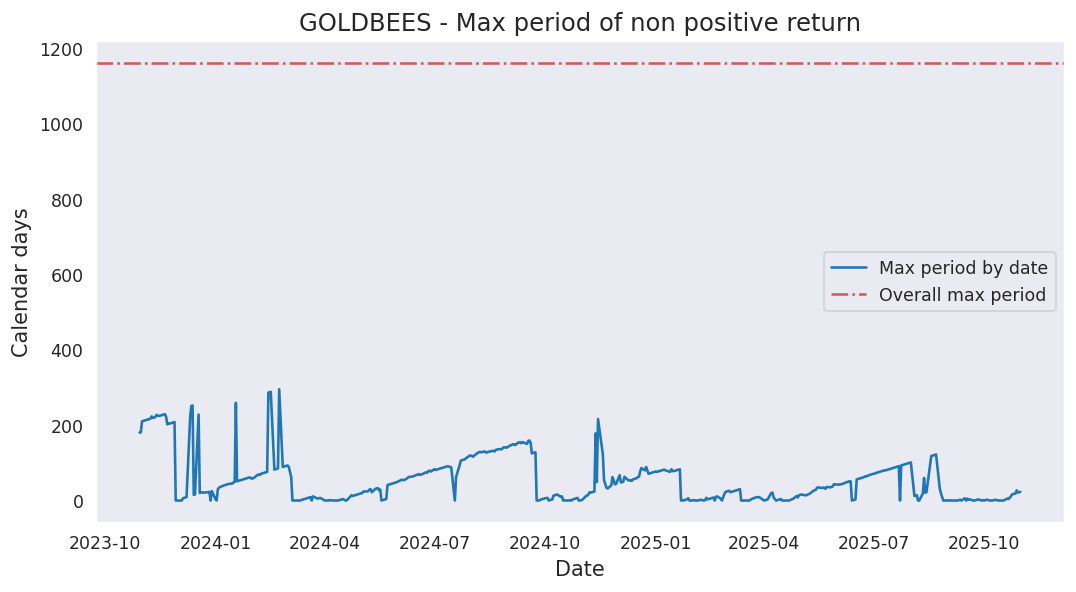 GOLDBEES - Max period of non positive return
1200
1000
800
600
400
200
0
Calendar days
Max period by date
Overall max period
2023-10 2024-01 2024-04 2024-07 2024-10 2025-01 2025-04 2025-07 2025-10
Date